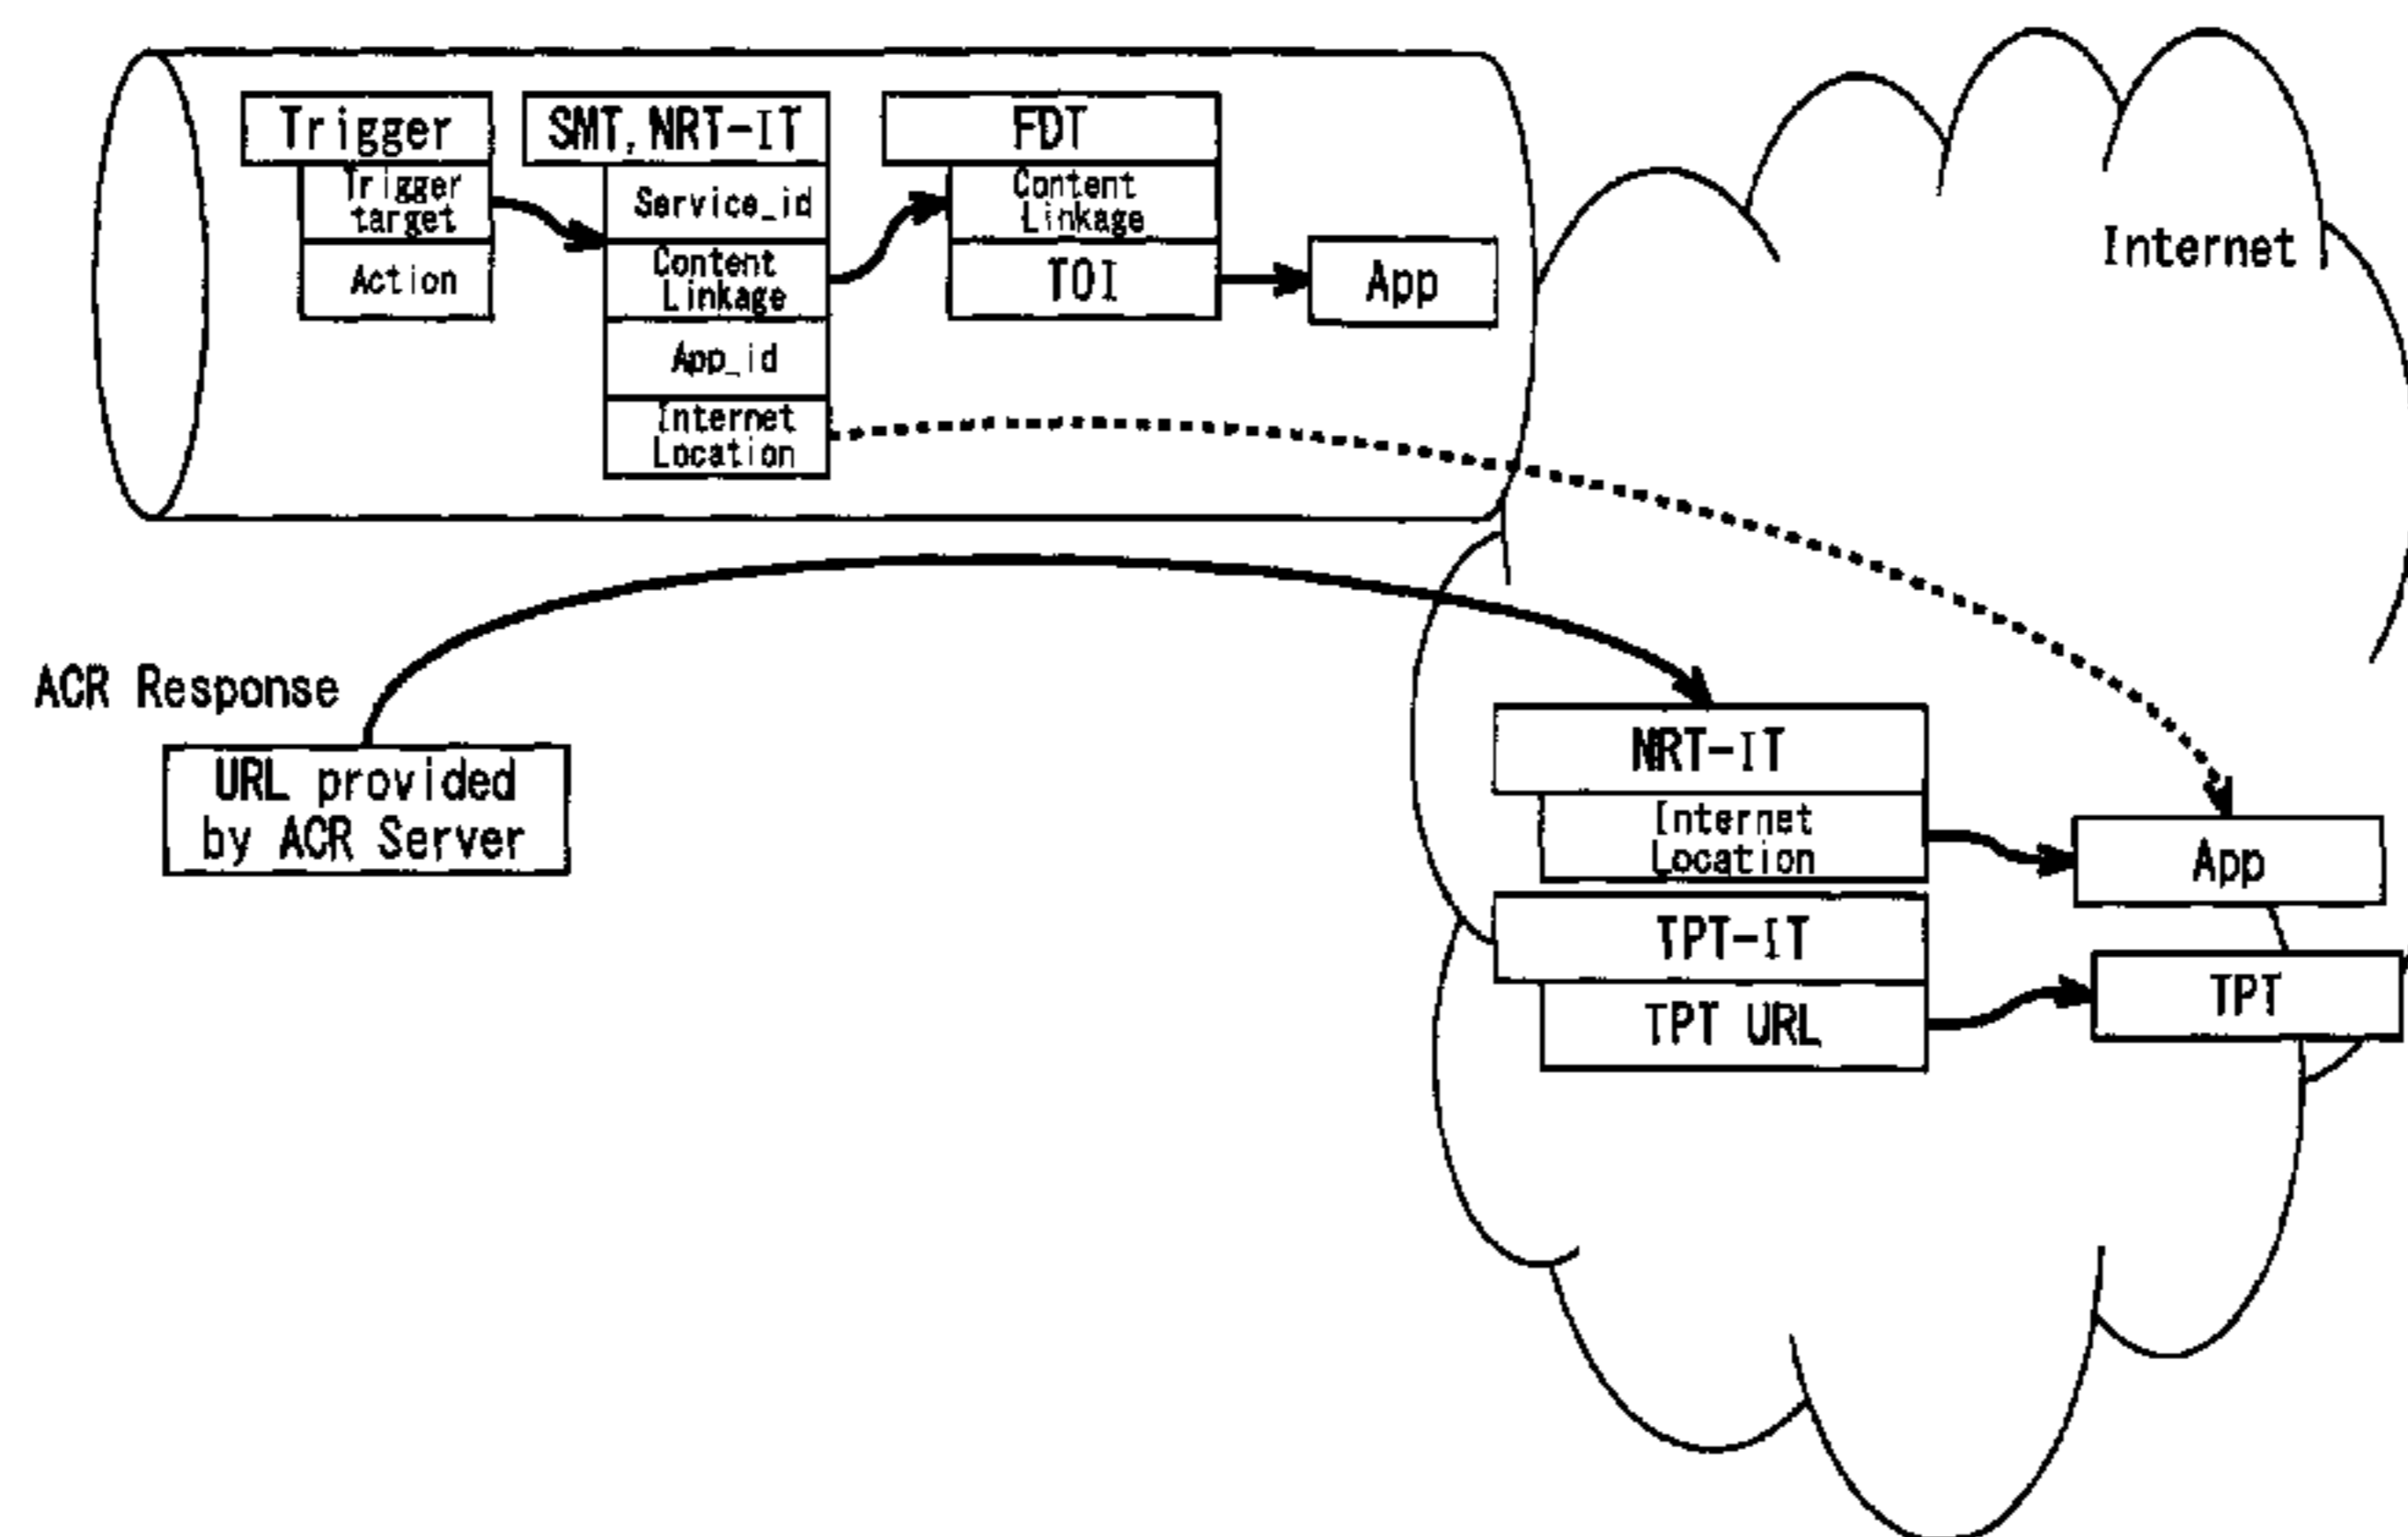 Trigger
Trigger
target
Action
SMT, NRT-IT
Service_id
Content
Linkage
App_id
Internet
Location
FDT
Content
Linkage
TOI
App
Internet
ACR Response
URL provided
by ACR Server
NRT-IT
Internet
Location
App
TPT-IT
TPT URL
TPT